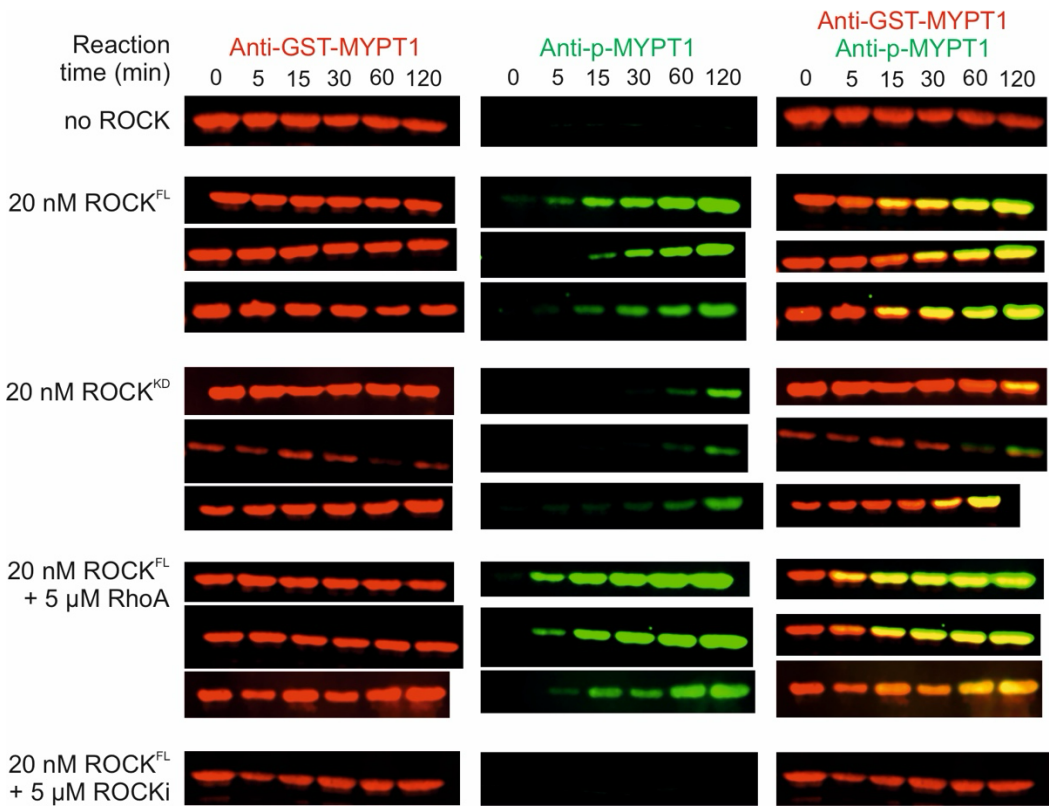 Anti-GST-MYPT1
Reaction Anti-GST-MYPT1 Anti-p-MYPT1 Anti-p-MYPT1
time (min) 0 5 15 30 60 120 0 5 15 30 60 120 0 5 15 30 60 120
no ROCK
20 nM ROCKFL
20 nM ROCKKD
20 nM ROCKFL
+ 5 µM RhoA
20 nM ROCKFL
+ 5 µM ROCKi